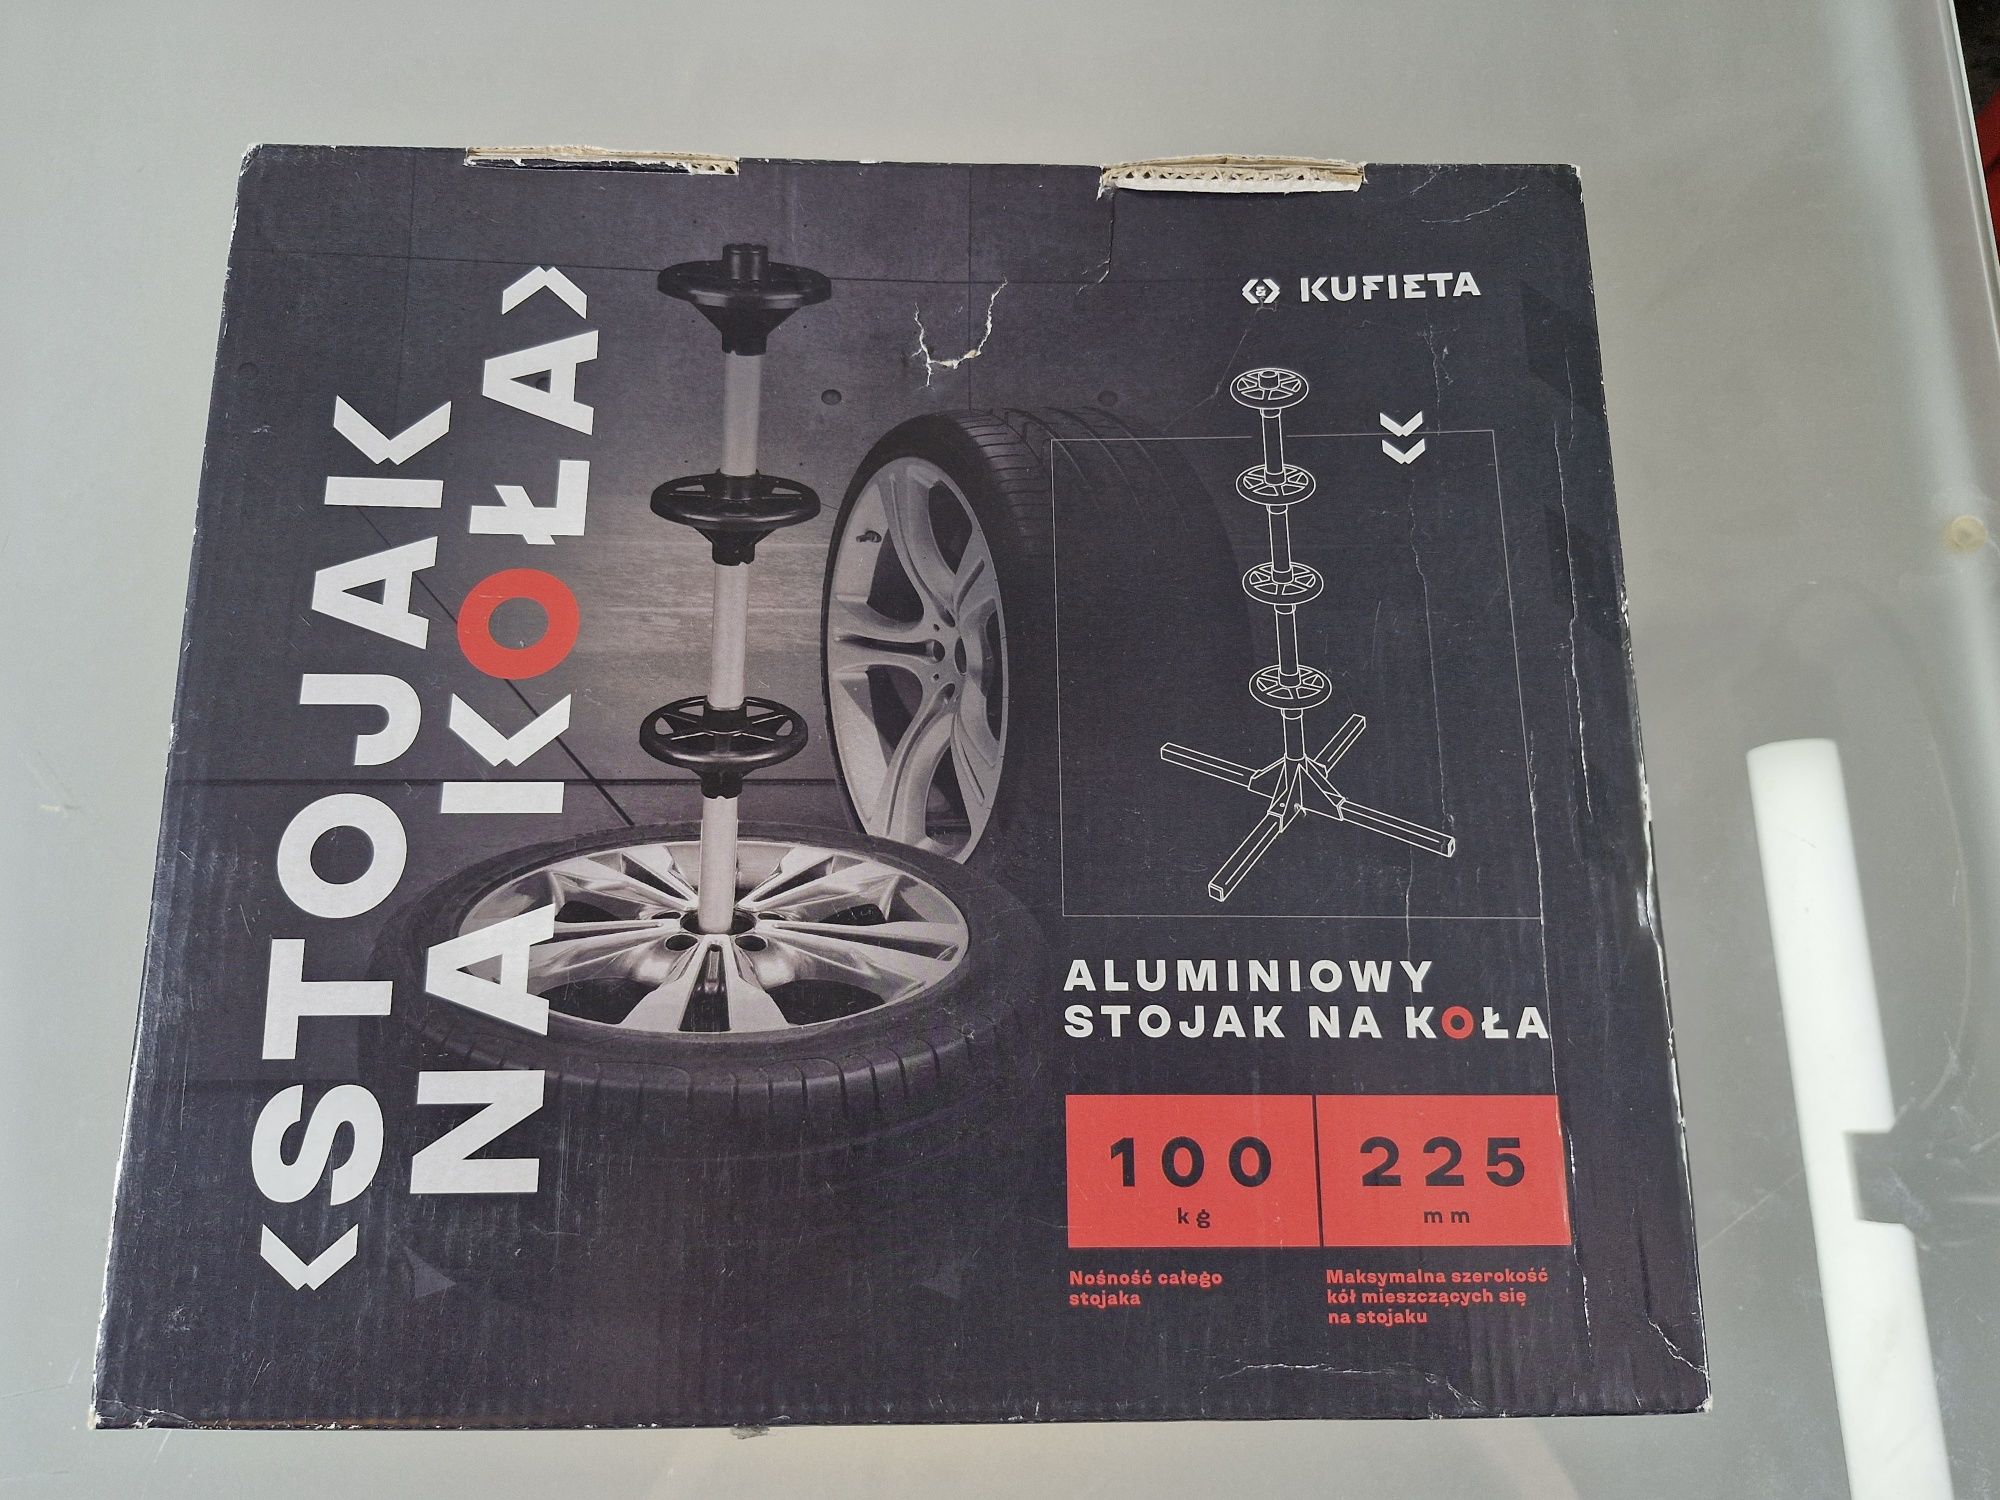 <STOJAK
NA KOŁA>
KUFIETA
ALUMINIOWY
STOJAK NA KOŁA
100
kg
225
mm
Nośność całego
stojaka
Maksymalna szerokość
kół mieszczących się
na stojaku